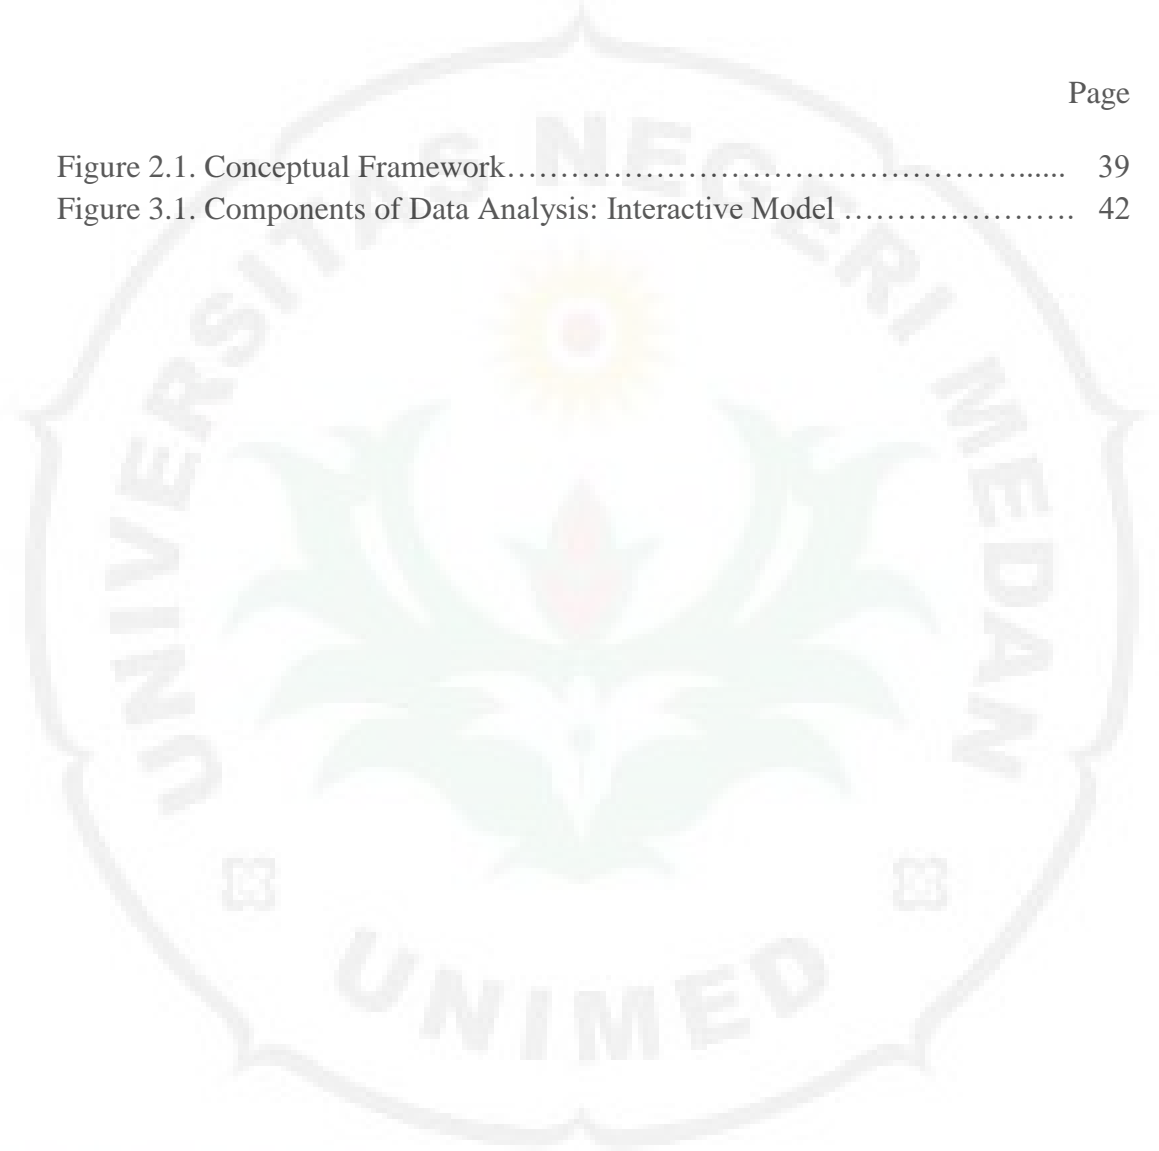 Page
Figure 2.1. Conceptual Framework……………………………………………...... 39
Figure 3.1. Components of Data Analysis: Interactive Model …………………. 42
UNIVERSITAS NEGERI MEDAN
UNIMED